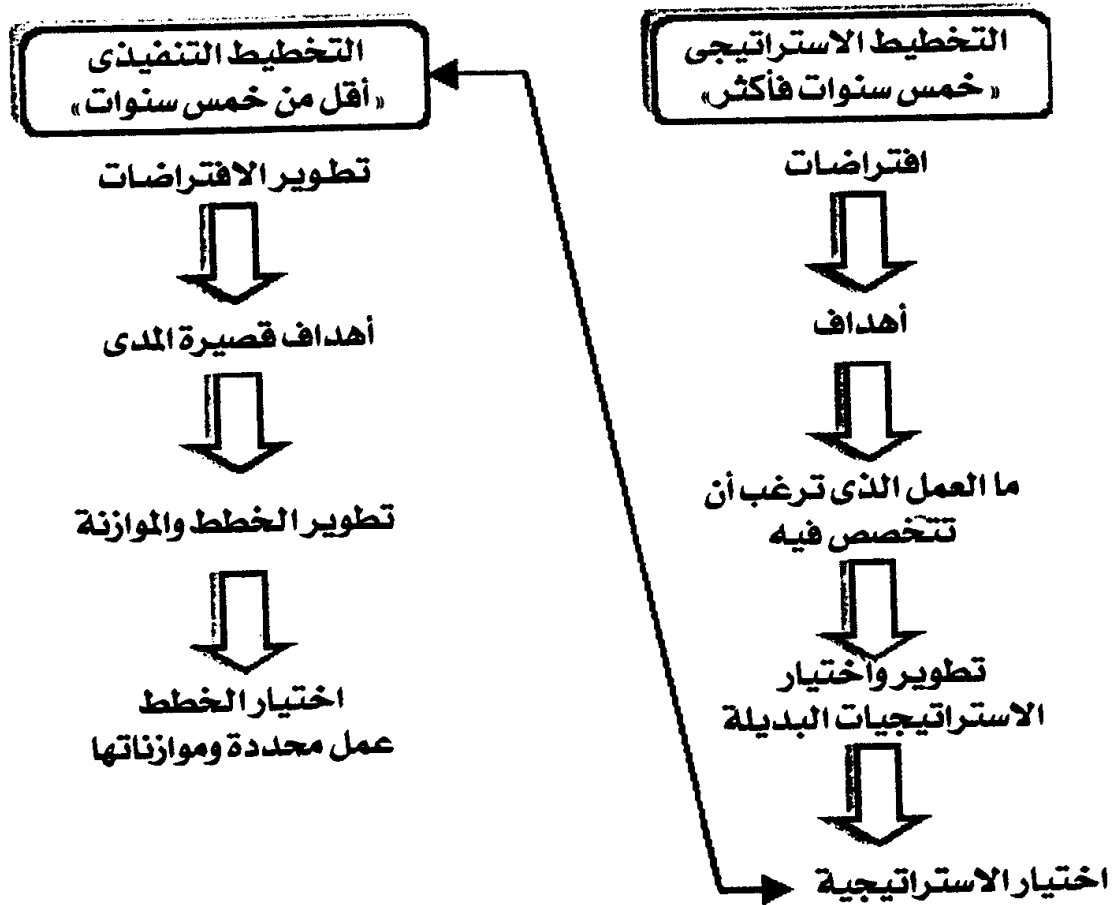 التخطيط الاستراتيجى
« خمس سنوات فأكثر»
افتراضات
أهداف
ما العمل الذى ترغب أن
تتخصص فيه
تطوير واختيار
الاستراتيجيات البديلة
اختيار الاستراتيجية
التخطيط التنفيذى
« أقل من خمس سنوات »
تطوير الافتراضات
أهداف قصيرة المدى
تطوير الخطط والموازنة
اختيار الخطط
عمل محددة وموازناتها